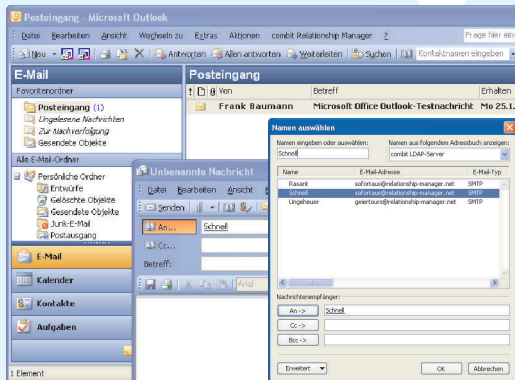 Posteingang - Microsoft Outlook
Datei Bearbeiten Ansicht Wechseln zu Extras Aktionen combit Relationship Manager ? Frage hier
Neu Antworten Allen antworten Weiterleiten Suchen Kontaktnamen eingeben
E-Mail
Favoritenordner
Posteingang (1)
Ungelesene Nachrichten
Zur Nachverfolgung
Gesendete Objekte
Alle E-Mail-Ordner
Persönliche Ordner
Entwürfe
Gelöschte Objekte
Gesendete Objekte
Junk-E-Mail
Postausgang
E-Mail
Kalender
Kontakte
Aufgaben
1 Element
Posteingang
! Von Betreff Erhalten
Frank Baumann Microsoft Office Outlook-Testnachricht Mo 25.1
Unbenannte Nachricht
Datei Bearbeiten Ansicht
Senden
An... Schnell
Cc...
Betreff:
Arial
Namen auswählen
Namen eingeben oder auswählen: Namen aus folgendem Adressbuch anzeigen:
Schnell combit LDAP-Server
Name E-Mail-Adresse E-Mail-Typ
Rasant sofortaus@relationship-manager.net SMTP
Schnell sofortaus@relationship-manager.net SMTP
Ungeheuer geiertours@relationship-manager.net SMTP
Nachrichtenempfänger:
An -> Schnell
Cc ->
Bcc ->
Erweitert OK Abbrechen